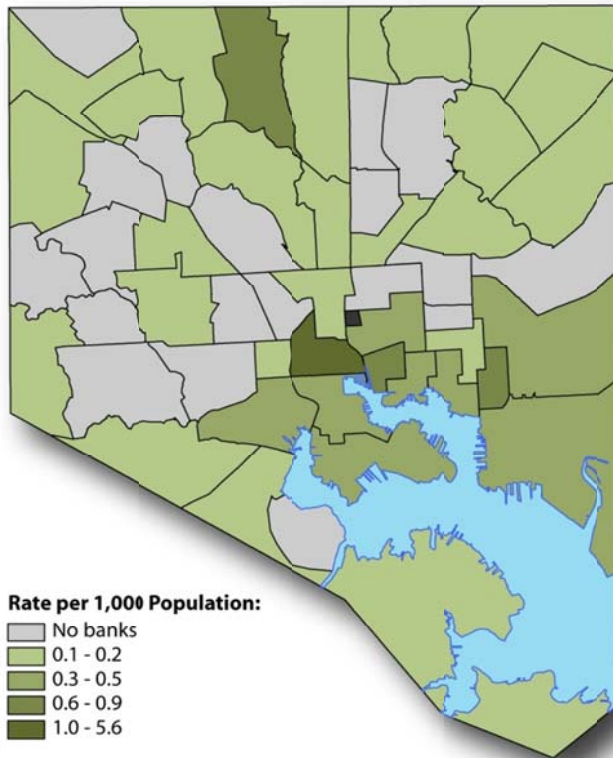 Rate per 1,000 Population:
No banks
0.1 - 0.2
0.3 - 0.5
0.6 - 0.9
1.0 - 5.6